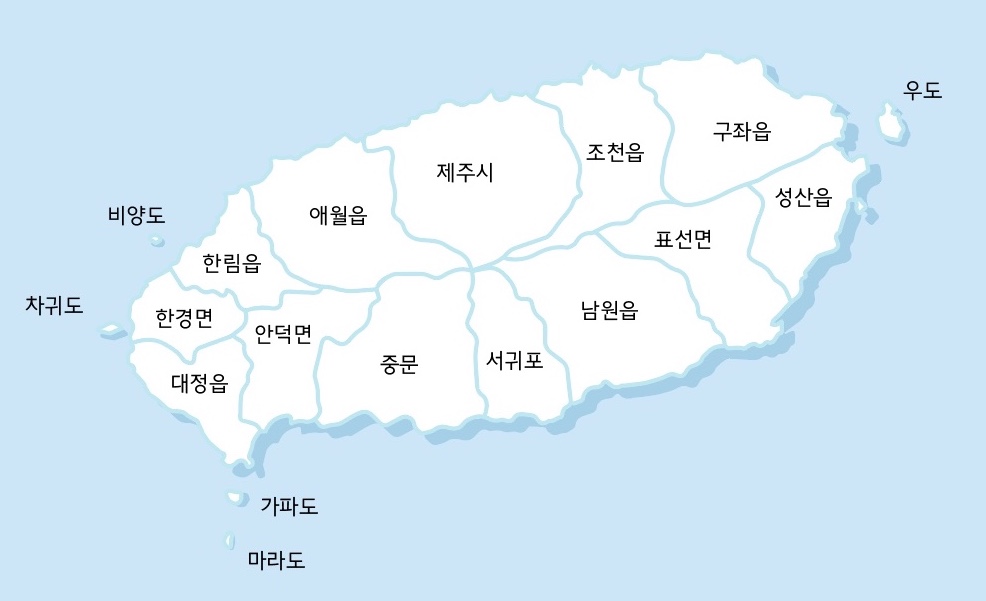 우도
구좌읍
조천읍
제주시
성산읍
애월읍
비양도
표선면
한림읍
차귀도
한경면
남원읍
안덕면
서귀포
중문
대정읍
가파도
마라도